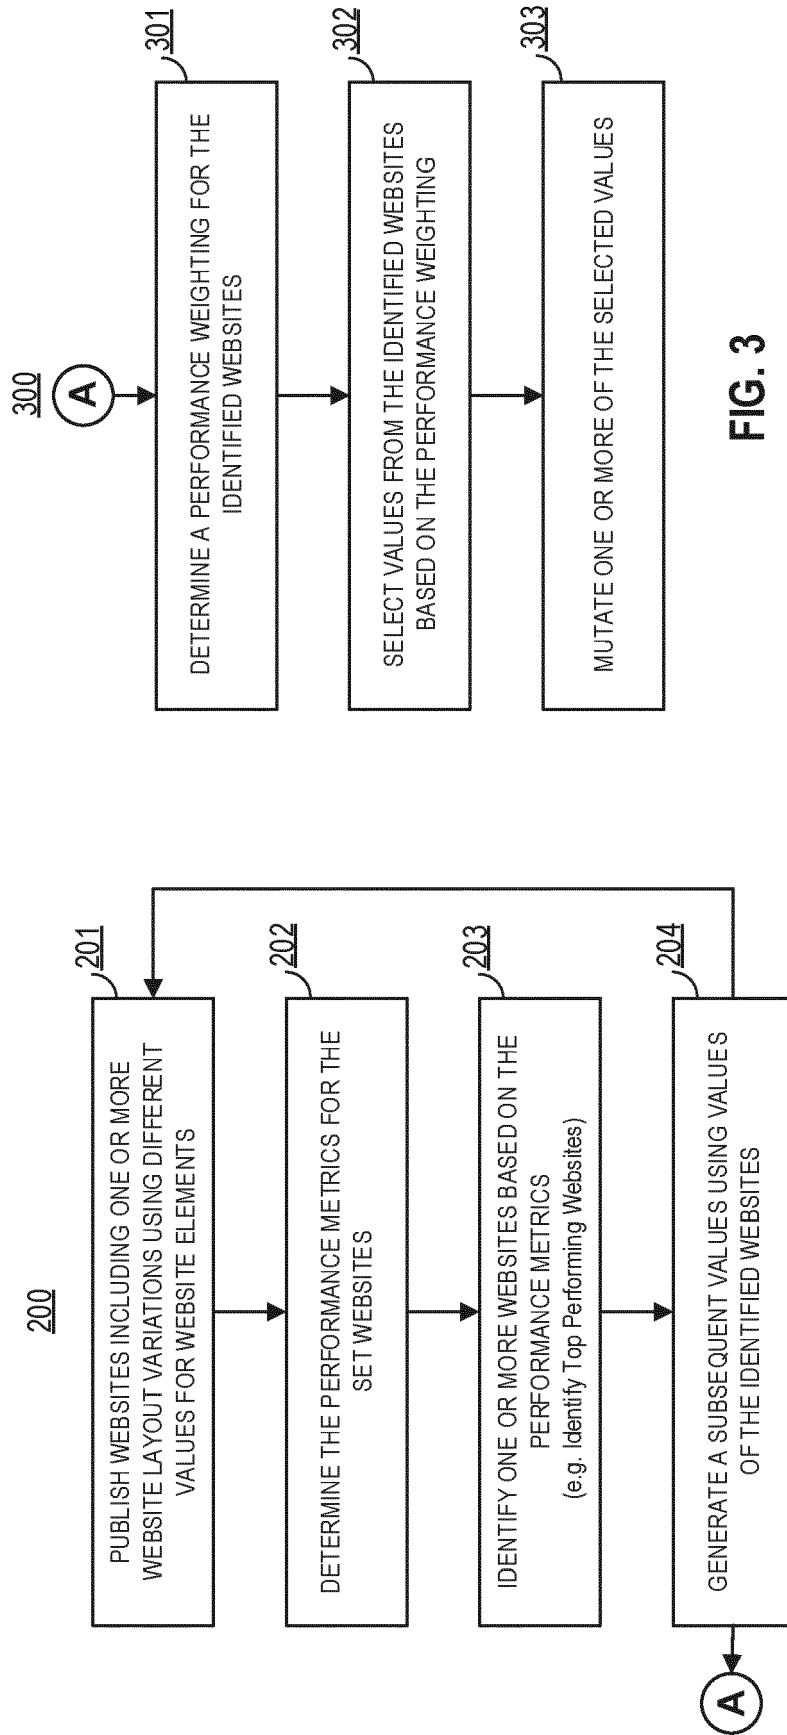 200
201
PUBLISH WEBSITES INCLUDING ONE OR MORE
WEBSITE LAYOUT VARIATIONS USING DIFFERENT
VALUES FOR WEBSITE ELEMENTS
202
DETERMINE THE PERFORMANCE METRICS FOR THE
SET WEBSITES
203
IDENTIFY ONE OR MORE WEBSITES BASED ON THE
PERFORMANCE METRICS
(e.g. Identify Top Performing Websites)
204
GENERATE A SUBSEQUENT VALUES USING VALUES
OF THE IDENTIFIED WEBSITES
A
300
A
301
DETERMINE A PERFORMANCE WEIGHTING FOR THE
IDENTIFIED WEBSITES
302
SELECT VALUES FROM THE IDENTIFIED WEBSITES
BASED ON THE PERFORMANCE WEIGHTING
303
MUTATE ONE OR MORE OF THE SELECTED VALUES
FIG. 3